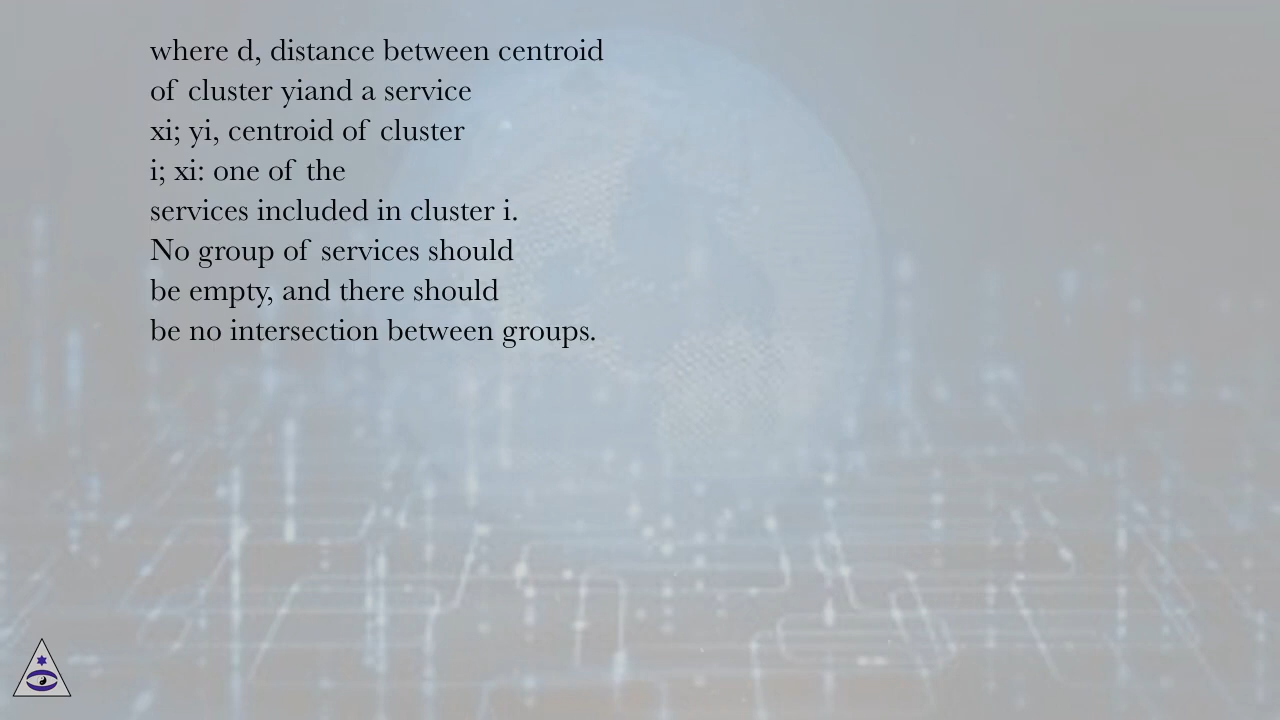 where d, distance between centroid
of cluster yiand a service
xi; yi, centroid of cluster
i; xi: one of the
services included in cluster i.
No group of services should
be empty, and there should
be no intersection between groups.